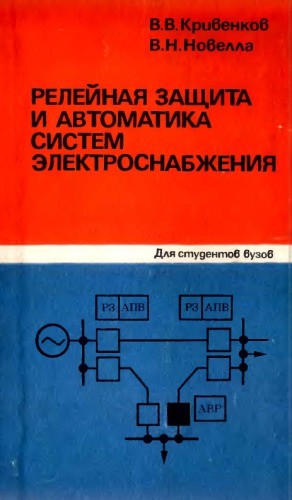 В.В.Кривенков
В.Н.Новелла
РЕЛЕЙНАЯ ЗАЩИТА
И АВТОМАТИКА
СИСТЕМ
ЭЛЕКТРОСНАБЖЕНИЯ
Для студентов вузов
РЗ АПВ РЗ АПВ
АВР